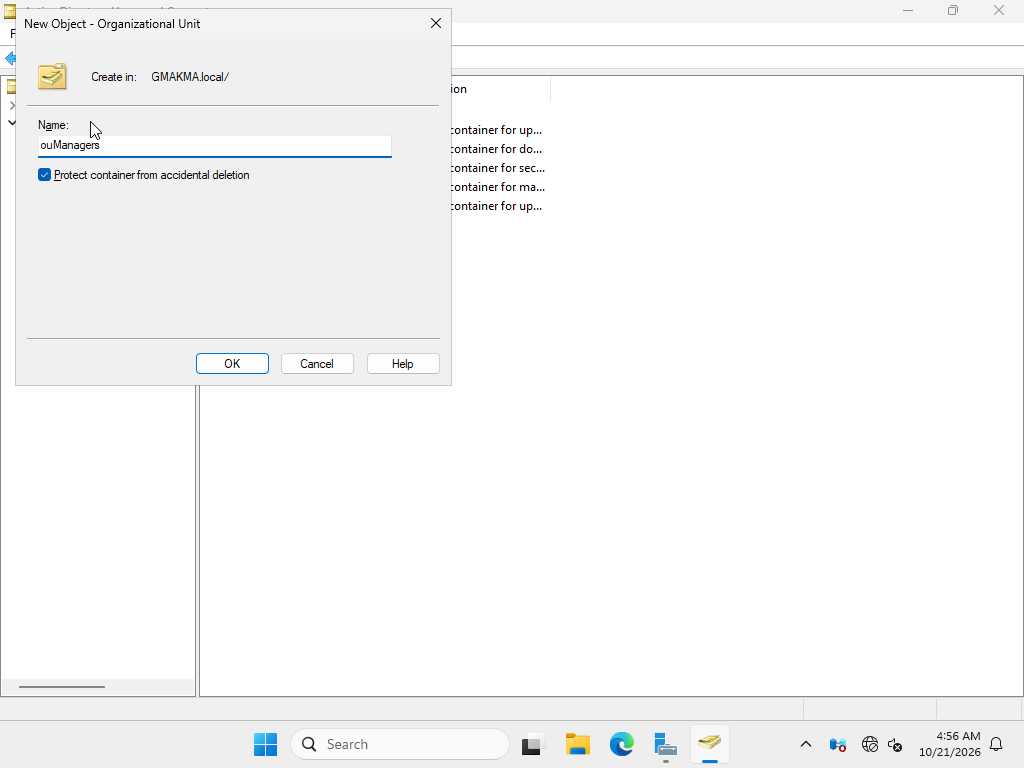 New Object - Organizational Unit
Create in: GMAKMA.local/
Name:
ouManagers
Protect container from accidental deletion
OK Cancel Help
F
ion
container for up...
container for do...
container for sec...
container for ma...
container for up...
Search
4:56 AM
10/21/2026